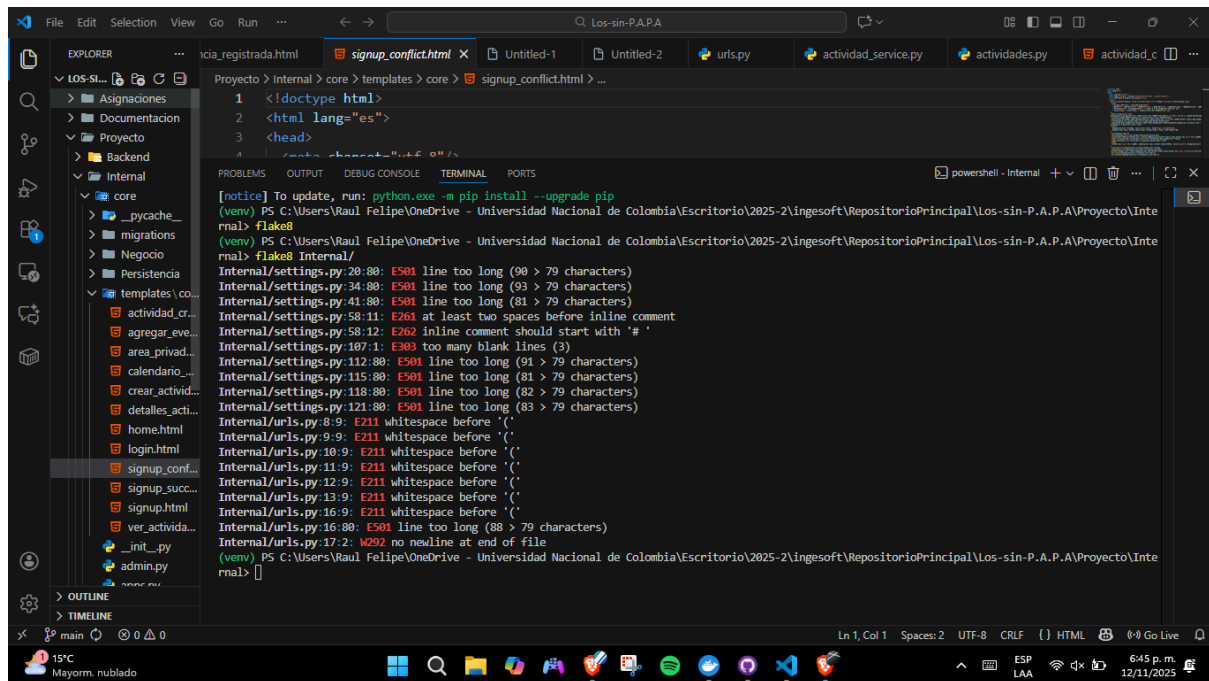 File Edit Selection View Go Run ··· Los-sin-P.A.P.A
EXPLORER
ncia_registrada.html signup_conflict.html Untitled-1 Untitled-2 urls.py actividad_service.py actividades.py actividad_c
LOS-SI...
Proyecto > Internal > core > templates > core > signup_conflict.html > ...
Asignaciones
Documentacion
Proyecto
Backend
Internal
core
__pycache__
migrations
Negocio
Persistencia
templates\co...
actividad_cr...
agregar_eve...
area_privad...
calendario_...
crear_activid...
detalles_acti...
home.html
login.html
signup_conf...
signup_succ...
signup.html
ver_activida...
__init__.py
admin.py
apps.py
OUTLINE
TIMELINE
1 <!doctype html>
2 <html lang="es">
3 <head>
4 <meta charset="utf-8"/>
PROBLEMS OUTPUT DEBUG CONSOLE TERMINAL PORTS powershell - Internal
[notice] To update, run: python.exe -m pip install --upgrade pip
(venv) PS C:\Users\Raul Felipe\OneDrive - Universidad Nacional de Colombia\Escritorio\2025-2\ingesoft\RepositorioPrincipal\Los-sin-P.A.P.A\Proyecto\Inte
rnal> flake8
(venv) PS C:\Users\Raul Felipe\OneDrive - Universidad Nacional de Colombia\Escritorio\2025-2\ingesoft\RepositorioPrincipal\Los-sin-P.A.P.A\Proyecto\Inte
rnal> flake8 Internal/
Internal/settings.py:20:80: E501 line too long (90 > 79 characters)
Internal/settings.py:34:80: E501 line too long (93 > 79 characters)
Internal/settings.py:41:80: E501 line too long (81 > 79 characters)
Internal/settings.py:58:11: E261 at least two spaces before inline comment
Internal/settings.py:58:12: E262 inline comment should start with '# '
Internal/settings.py:107:1: E303 too many blank lines (3)
Internal/settings.py:112:80: E501 line too long (91 > 79 characters)
Internal/settings.py:115:80: E501 line too long (81 > 79 characters)
Internal/settings.py:118:80: E501 line too long (82 > 79 characters)
Internal/settings.py:121:80: E501 line too long (83 > 79 characters)
Internal/urls.py:8:9: E211 whitespace before '('
Internal/urls.py:9:9: E211 whitespace before '('
Internal/urls.py:10:9: E211 whitespace before '('
Internal/urls.py:11:9: E211 whitespace before '('
Internal/urls.py:12:9: E211 whitespace before '('
Internal/urls.py:13:9: E211 whitespace before '('
Internal/urls.py:16:9: E211 whitespace before '('
Internal/urls.py:16:80: E501 line too long (88 > 79 characters)
Internal/urls.py:17:2: W292 no newline at end of file
(venv) PS C:\Users\Raul Felipe\OneDrive - Universidad Nacional de Colombia\Escritorio\2025-2\ingesoft\RepositorioPrincipal\Los-sin-P.A.P.A\Proyecto\Inte
rnal>
main 0 0 Ln 1, Col 1 Spaces: 2 UTF-8 CRLF {} HTML Go Live
1 15°C
Mayorm. nublado
ESP
LAA
6:45 p. m.
12/11/2025